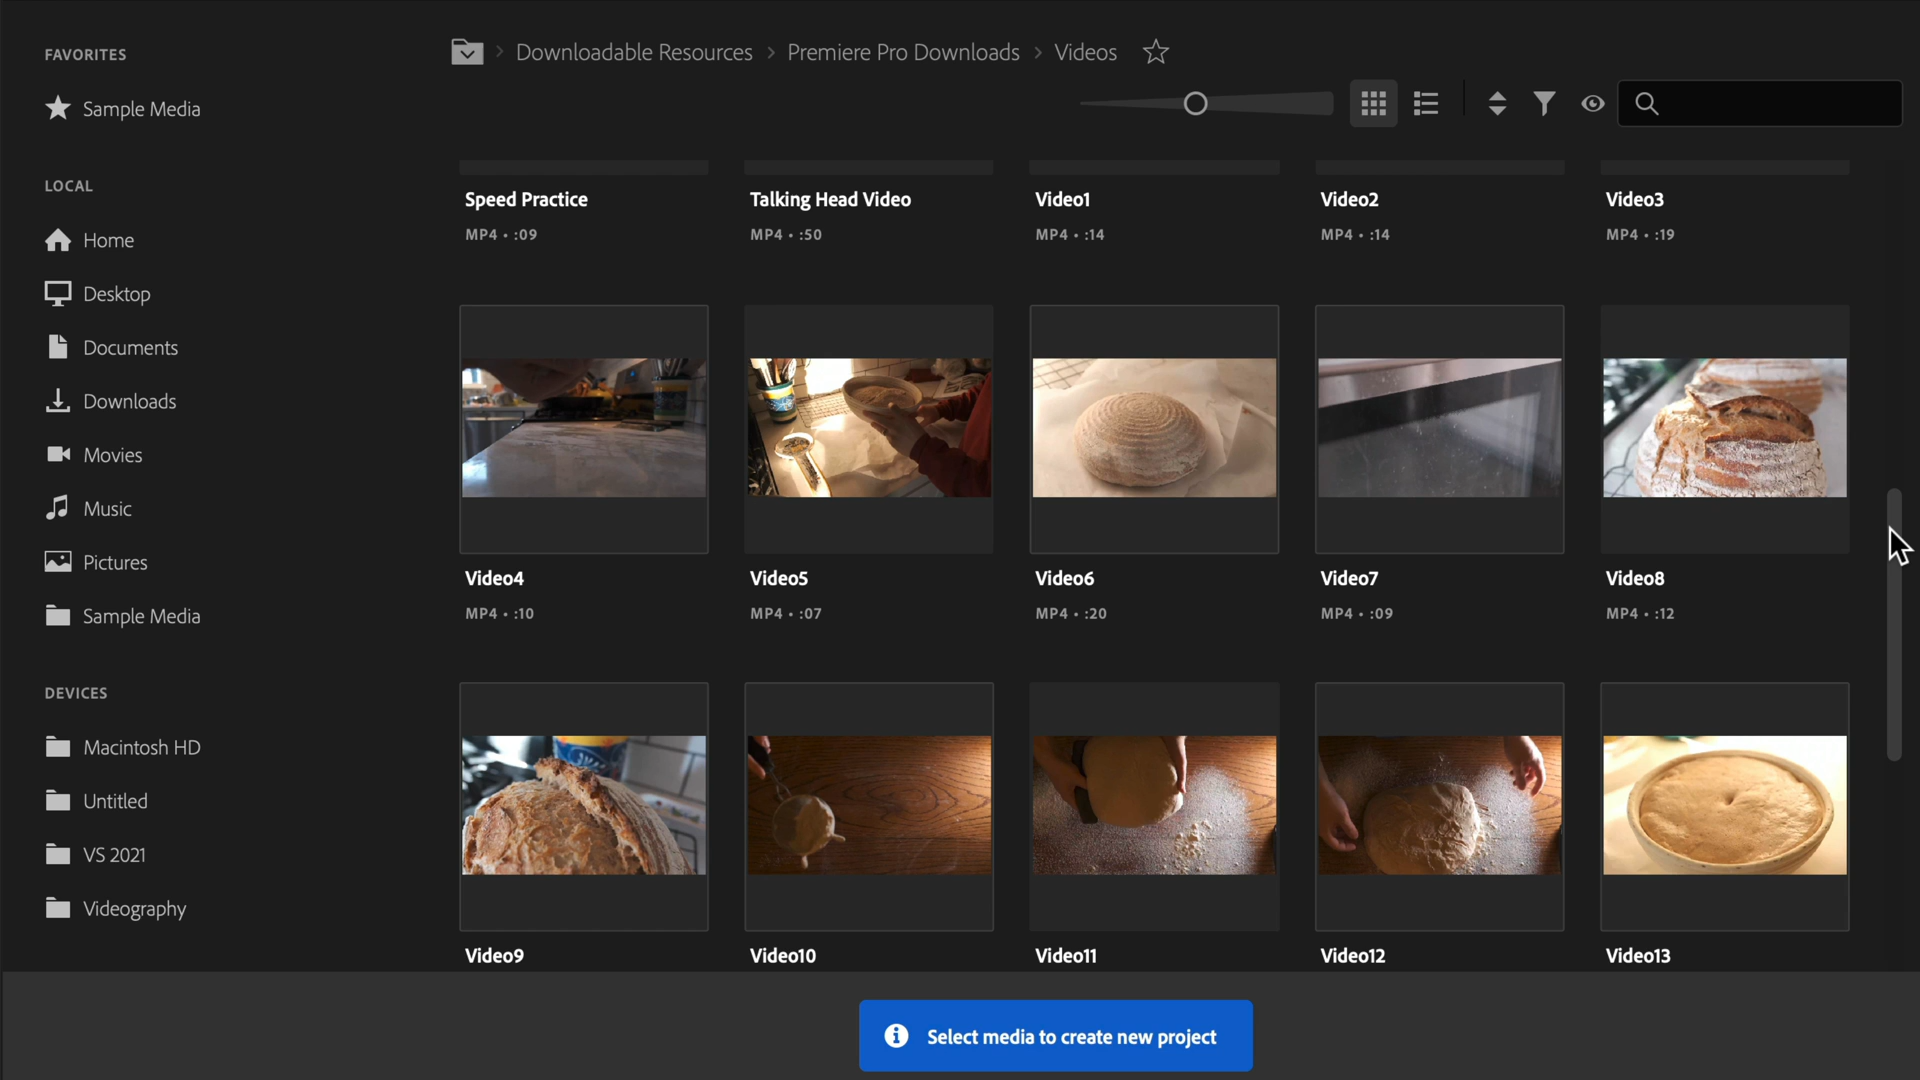 FAVORITES
Sample Media
LOCAL
Home
Desktop
Documents
Downloads
Movies
Music
Pictures
Sample Media
DEVICES
Macintosh HD
Untitled
VS 2021
Videography
Downloadable Resources > Premiere Pro Downloads > Videos
Speed Practice
MP4 • :09
Talking Head Video
MP4 • :50
Video1
MP4 • :14
Video2
MP4 • :14
Video3
MP4 • :19
Video4
MP4 • :10
Video5
MP4 • :07
Video6
MP4 • :20
Video7
MP4 • :09
Video8
MP4 • :12
Video9
Video10
Video11
Video12
Video13
Select media to create new project